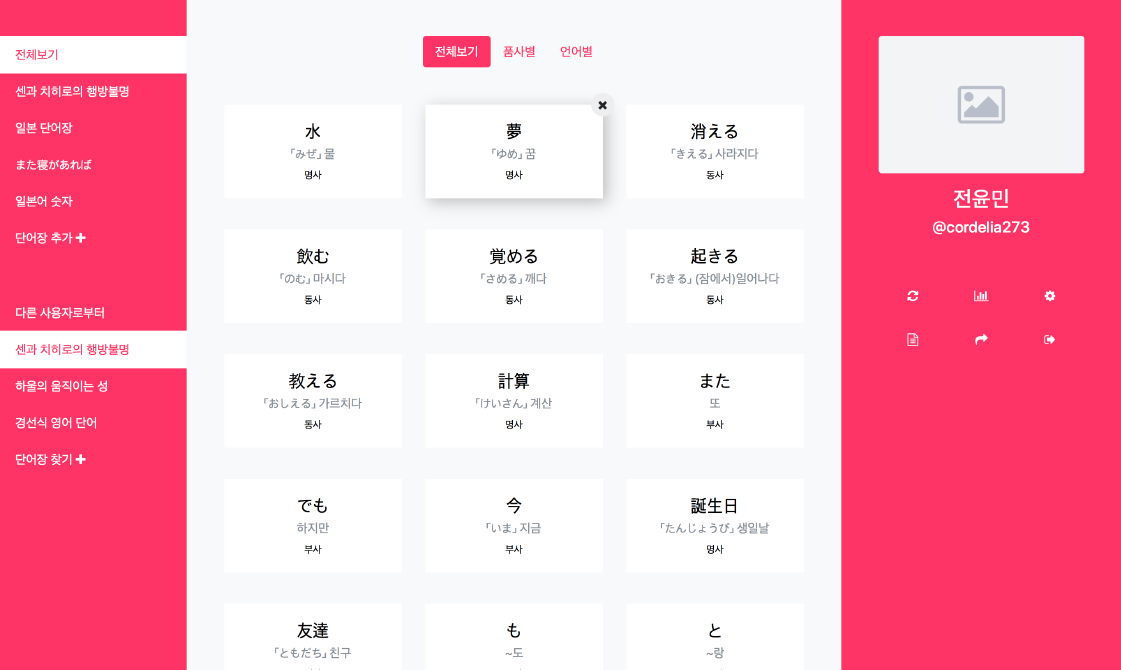 전체보기
센과 치히로의 행방불명
일본 단어장
また寝があれば
일본어 숫자
단어장 추가
다른 사용자로부터
센과 치히로의 행방불명
하울의 움직이는 성
경선식 영어 단어
단어장 찾기
전체보기 품사별 언어별
水
「みぜ」 물
명사
夢
「ゆめ」 꿈
명사
消える
「きえる」 사라지다
동사
飲む
「のむ」 마시다
동사
覚める
「さめる」 깨다
동사
起きる
「おきる」 (잠에서)일어나다
동사
教える
「おしえる」 가르치다
동사
計算
「けいさん」 계산
명사
また
또
부사
でも
하지만
부사
今
「いま」 지금
부사
誕生日
「たんじょうび」 생일날
명사
友達
「ともだち」 친구
も
~도
と
~랑
전윤민
@cordelia273